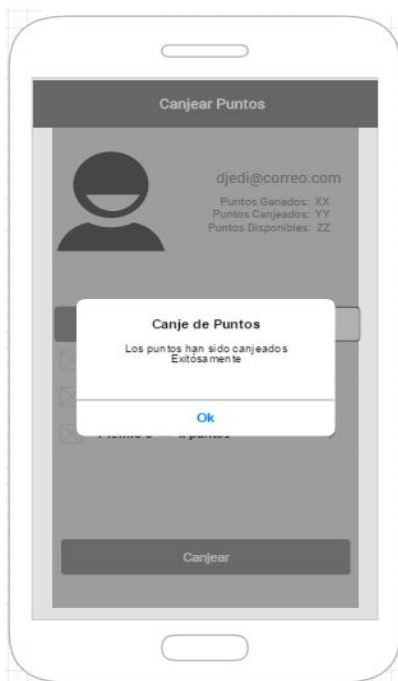 Canjear Puntos
djedi@correo.com
Puntos Ganados: XX
Puntos Canjeados: YY
Puntos Disponibles: ZZ
Canje de Puntos
Los puntos han sido canjeados
Exitósamente
Ok
x puntos
Canjear